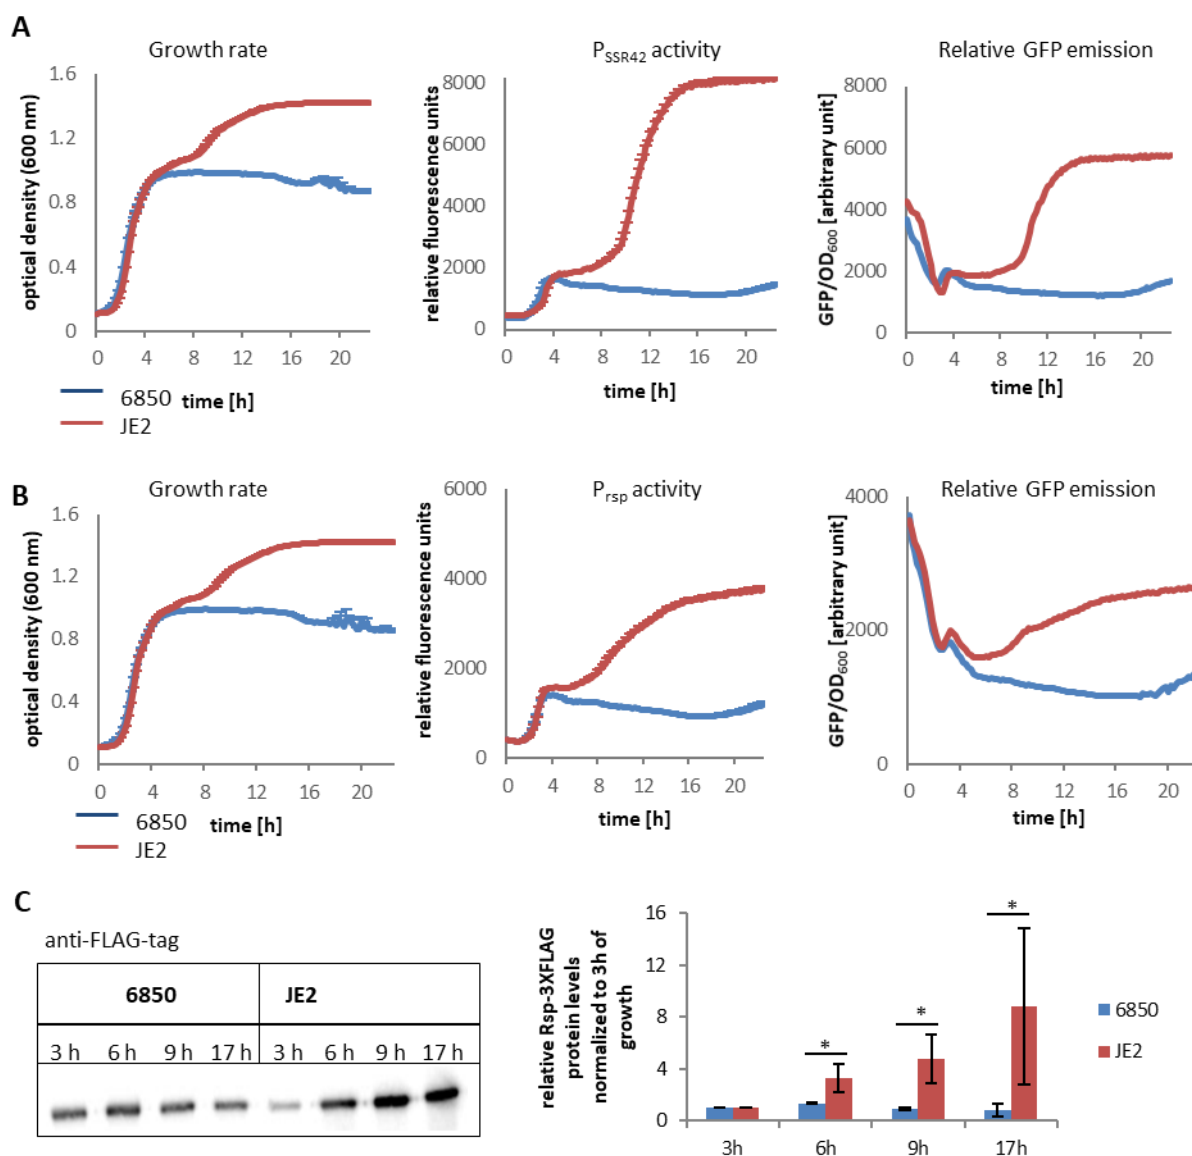 A
Growth rate
optical density (600 nm)
1.6
1.2
0.8
0.4
0
0 4 8 12 16 20
time [h]
6850
JE2
P_SSR42 activity
relative fluorescence units
8000
6000
4000
2000
0
0 4 8 12 16 20
time [h]
Relative GFP emission
GFP/OD600 [arbitrary unit]
8000
6000
4000
2000
0
0 4 8 12 16 20
time [h]
B
Growth rate
optical density (600 nm)
1.6
1.2
0.8
0.4
0
0 4 8 12 16 20
time [h]
6850
JE2
Prsp activity
relative fluorescence units
6000
4000
2000
0
0 4 8 12 16 20
time [h]
Relative GFP emission
GFP/OD600 [arbitrary unit]
4000
2000
0
0 4 8 12 16 20
time [h]
C
anti-FLAG-tag
6850 JE2
3 h 6 h 9 h 17 h 3 h 6 h 9 h 17 h
relative Rsp-3XFLAG
protein levels
normalized to 3h of
growth
16
12
8
4
0
* * *
3h 6h 9h 17h
6850
JE2